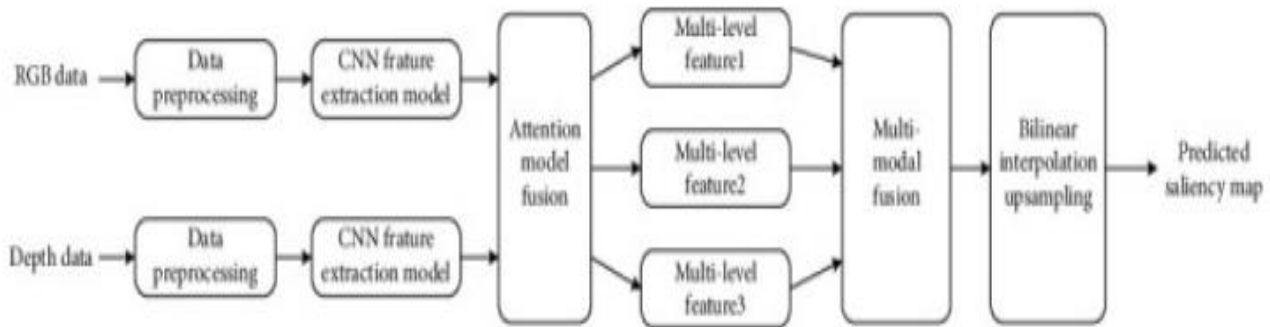 RGB data
Data
preprocessing
CNN frature
extraction model
Depth data
Data
preprocessing
CNN frature
extraction model
Attention
model
fusion
Multi-level
feature1
Multi-level
feature2
Multi-level
feature3
Multi-
modal
fusion
Bilinear
interpolation
upsampling
Predicted
saliency map